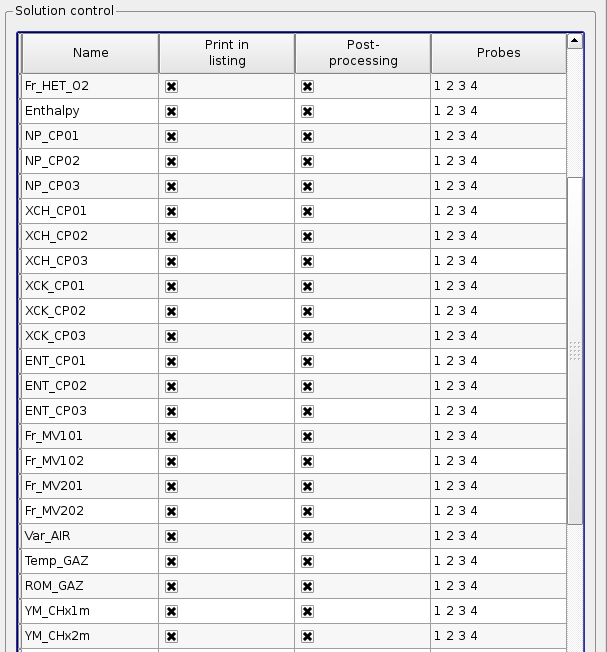 Solution control
Name Print in listing Post-processing Probes
Fr_HET_O2 1 2 3 4
Enthalpy 1 2 3 4
NP_CP01 1 2 3 4
NP_CP02 1 2 3 4
NP_CP03 1 2 3 4
XCH_CP01 1 2 3 4
XCH_CP02 1 2 3 4
XCH_CP03 1 2 3 4
XCK_CP01 1 2 3 4
XCK_CP02 1 2 3 4
XCK_CP03 1 2 3 4
ENT_CP01 1 2 3 4
ENT_CP02 1 2 3 4
ENT_CP03 1 2 3 4
Fr_MV101 1 2 3 4
Fr_MV102 1 2 3 4
Fr_MV201 1 2 3 4
Fr_MV202 1 2 3 4
Var_AIR 1 2 3 4
Temp_GAZ 1 2 3 4
ROM_GAZ 1 2 3 4
YM_CHx1m 1 2 3 4
YM_CHx2m 1 2 3 4